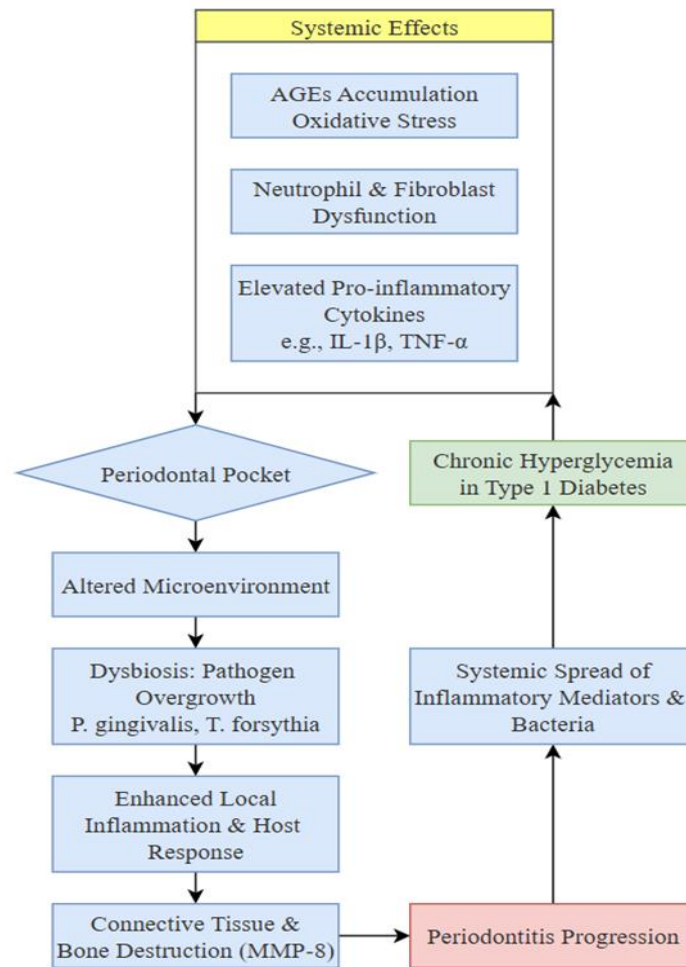 Systemic Effects
AGEs Accumulation
Oxidative Stress
Neutrophil & Fibroblast
Dysfunction
Elevated Pro-inflammatory
Cytokines
e.g., IL-1β, TNF-α
Periodontal Pocket
Altered Microenvironment
Dysbiosis: Pathogen
Overgrowth
P. gingivalis, T. forsythia
Enhanced Local
Inflammation & Host
Response
Connective Tissue &
Bone Destruction (MMP-8)
Periodontitis Progression
Systemic Spread of
Inflammatory Mediators &
Bacteria
Chronic Hyperglycemia
in Type 1 Diabetes